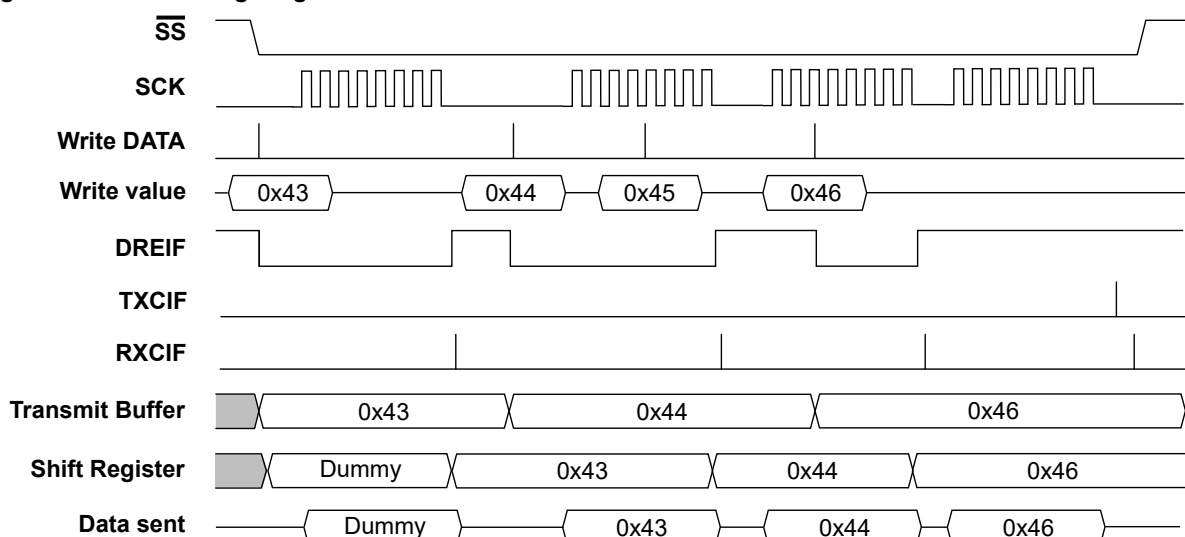 SS
SCK
Write DATA
Write value 0x43 0x44 0x45 0x46
DREIF
TXCIF
RXCIF
Transmit Buffer 0x43 0x44 0x46
Shift Register Dummy 0x43 0x44 0x46
Data sent Dummy 0x43 0x44 0x46